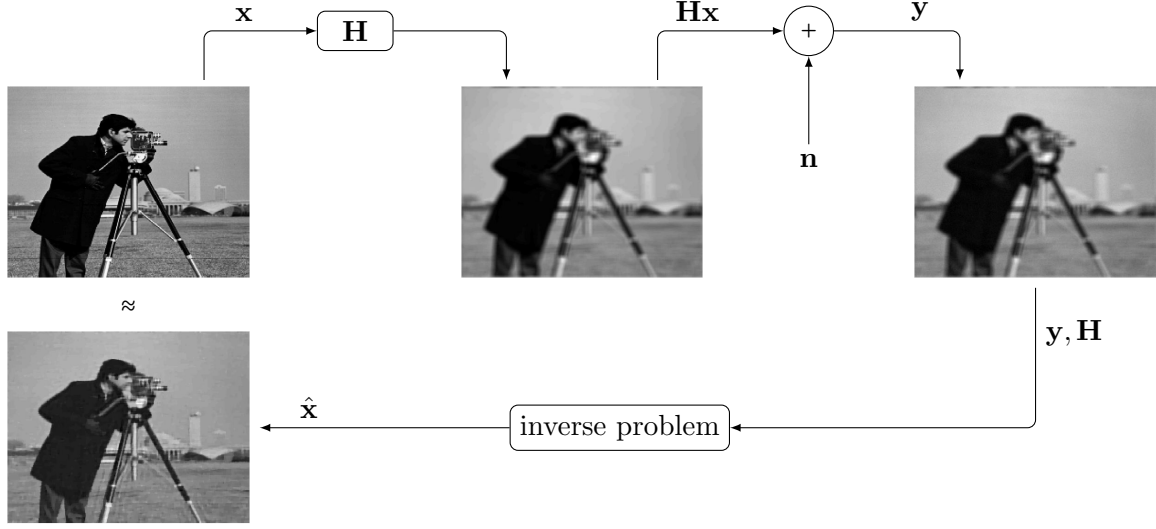 x
H
Hx
+
y
n
≈
y, H
x̂
inverse problem